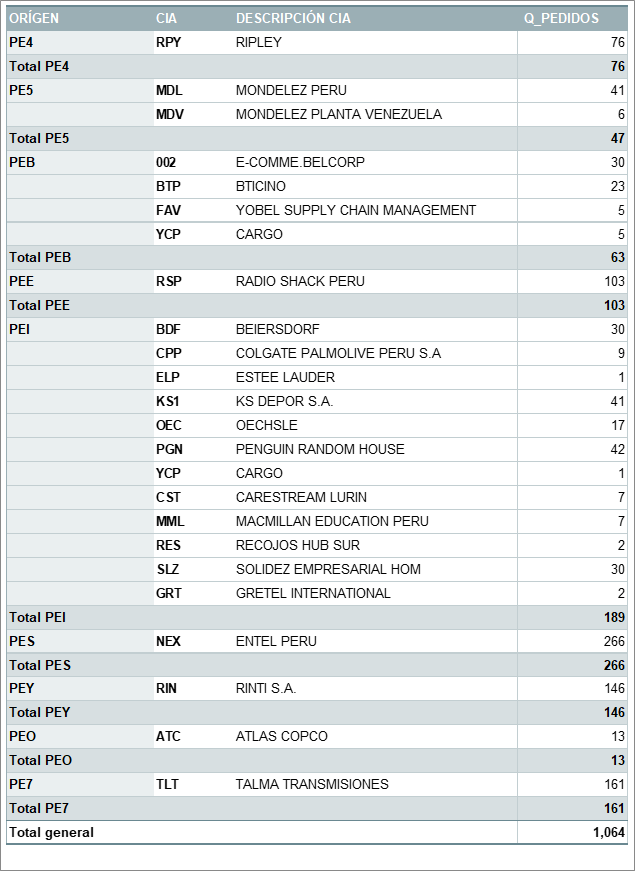 ORÍGEN CIA DESCRIPCIÓN CIA Q_PEDIDOS
PE4 RPY RIPLEY 76
Total PE4 76
PE5 MDL MONDELEZ PERU 41
MDV MONDELEZ PLANTA VENEZUELA 6
Total PE5 47
PEB 002 E-COMME.BELCORP 30
BTP BTICINO 23
FAV YOBEL SUPPLY CHAIN MANAGEMENT 5
YCP CARGO 5
Total PEB 63
PEE RSP RADIO SHACK PERU 103
Total PEE 103
PEI BDF BEIERSDORF 30
CPP COLGATE PALMOLIVE PERU S.A 9
ELP ESTEE LAUDER 1
KS1 KS DEPOR S.A. 41
OEC OECHSLE 17
PGN PENGUIN RANDOM HOUSE 42
YCP CARGO 1
CST CARESTREAM LURIN 7
MML MACMILLAN EDUCATION PERU 7
RES RECOJOS HUB SUR 2
SLZ SOLIDEZ EMPRESARIAL HOM 30
GRT GRETEL INTERNATIONAL 2
Total PEI 189
PES NEX ENTEL PERU 266
Total PES 266
PEY RIN RINTI S.A. 146
Total PEY 146
PEO ATC ATLAS COPCO 13
Total PEO 13
PE7 TLT TALMA TRANSMISIONES 161
Total PE7 161
Total general 1,064